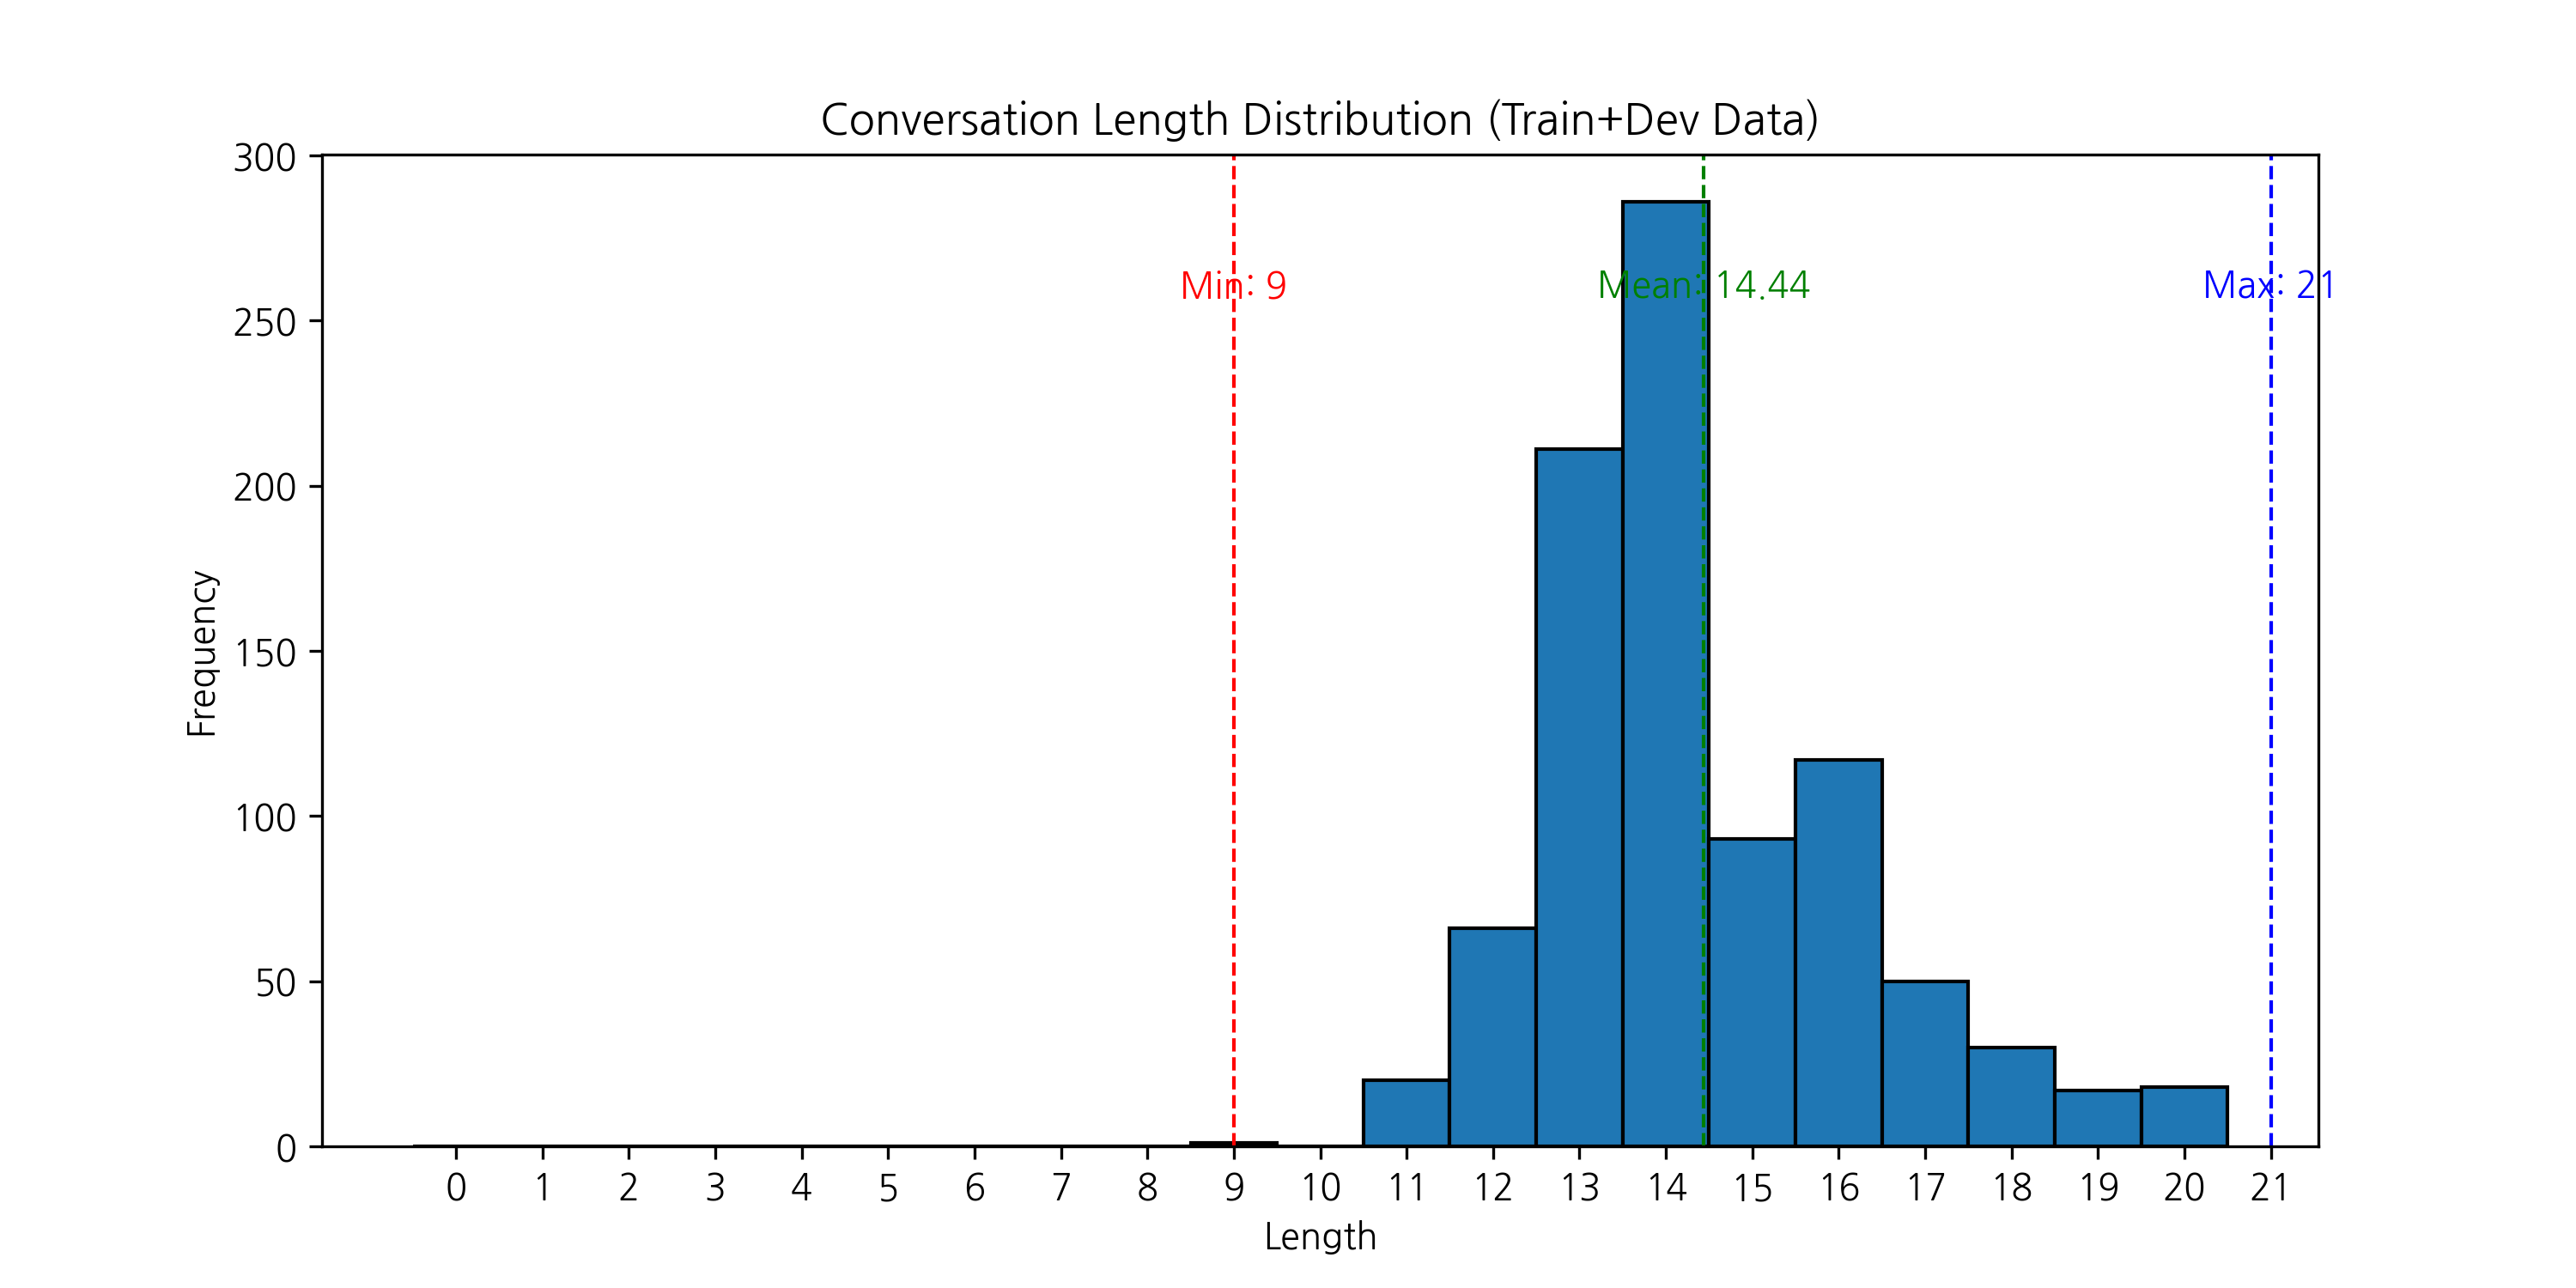 Conversation Length Distribution (Train+Dev Data)
300
250
200
150
100
50
0
Frequency
Min: 9
Mean: 14.44
Max: 21
0 1 2 3 4 5 6 7 8 9 10 11 12 13 14 15 16 17 18 19 20 21
Length